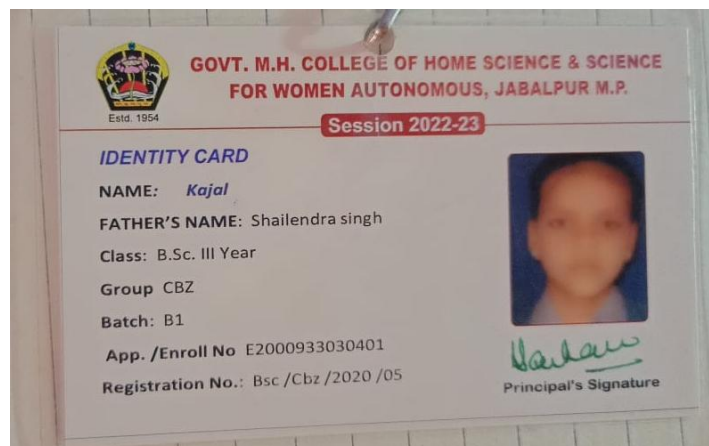 GOVT. M.H. COLLEGE OF HOME SCIENCE & SCIENCE
FOR WOMEN AUTONOMOUS, JABALPUR M.P.
Estd. 1954
Session 2022-23
IDENTITY CARD
NAME: Kajal
FATHER'S NAME: Shailendra singh
Class: B.Sc. III Year
Group CBZ
Batch: B1
App. /Enroll No E2000933030401
Registration No.: Bsc /Cbz /2020 /05
Principal's Signature